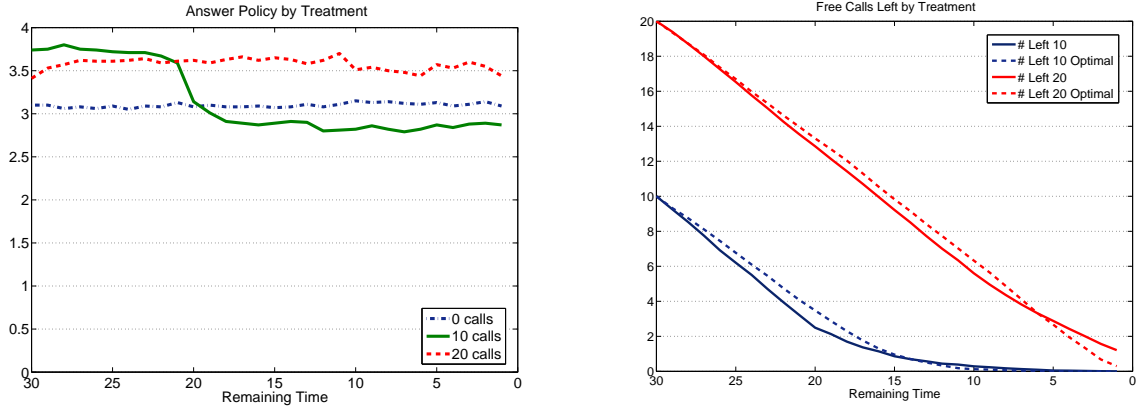 Answer Policy by Treatment
4
3.5
3
2.5
2
1.5
1
0.5
0
30 25 20 15 10 5 0
Remaining Time
0 calls
10 calls
20 calls
Free Calls Left by Treatment
20
18
16
14
12
10
8
6
4
2
0
30 25 20 15 10 5 0
Remaining Time
# Left 10
# Left 10 Optimal
# Left 20
# Left 20 Optimal